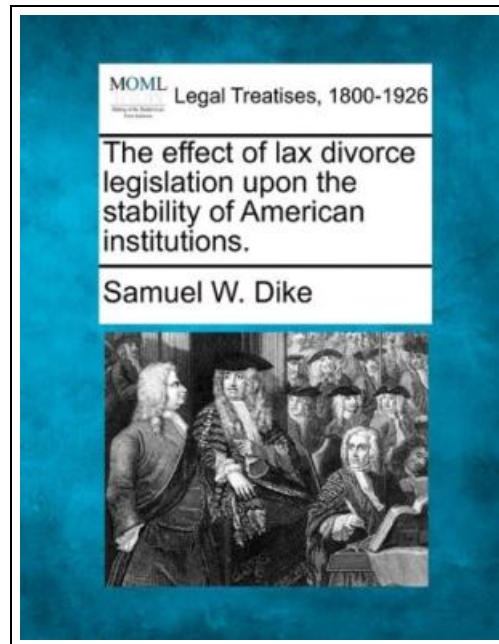 MOML
Legal Treatises, 1800-1926
The effect of lax divorce
legislation upon the
stability of American
institutions.
Samuel W. Dike